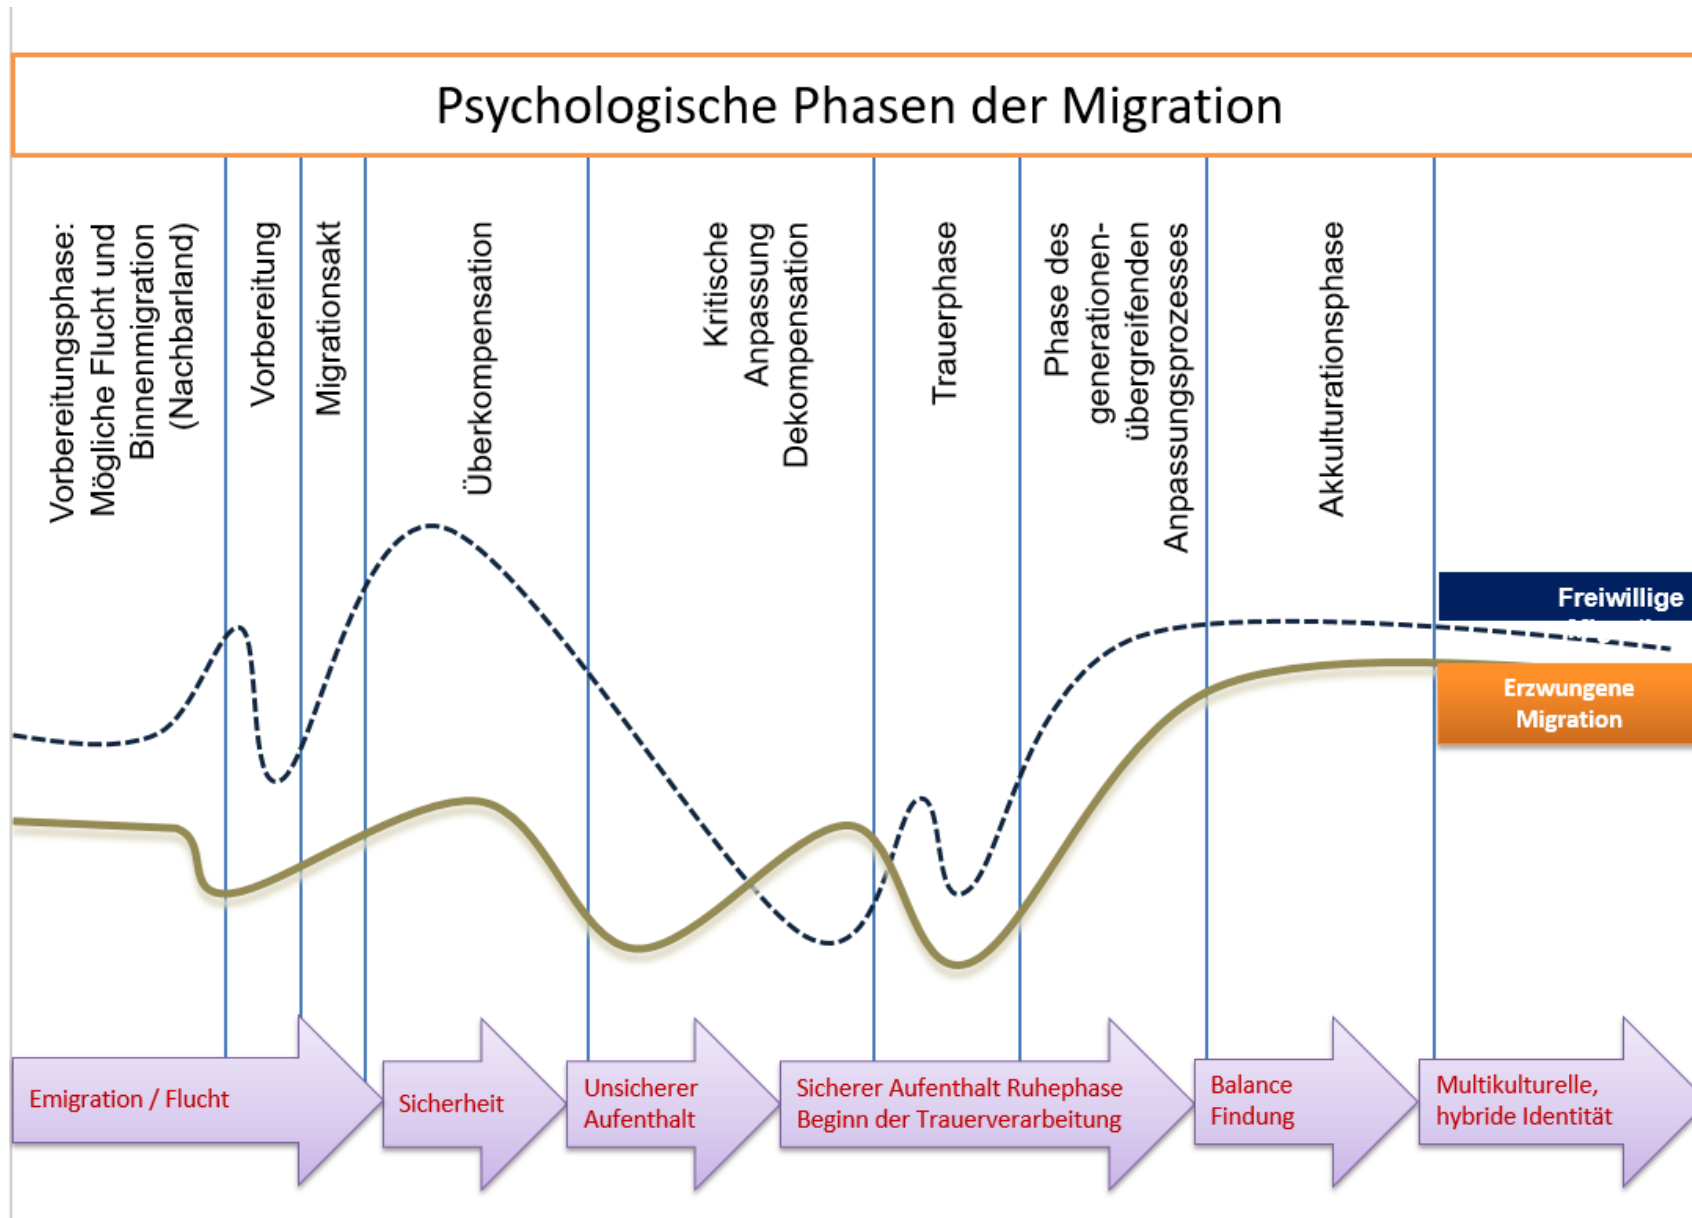 Psychologische Phasen der Migration
Vorbereitungsphase:
Mögliche Flucht und
Binnenmigration
(Nachbarland)
Vorbereitung
Migrationsakt
Überkompensation
Kritische
Anpassung
Dekompensation
Trauerphase
Phase des
generationen-
übergreifenden
Anpassungsprozesses
Akkulturationsphase
Freiwillige
Erzwungene
Migration
Emigration / Flucht
Sicherheit
Unsicherer
Aufenthalt
Sicherer Aufenthalt Ruhephase
Beginn der Trauerverarbeitung
Balance
Findung
Multikulturelle,
hybride Identität